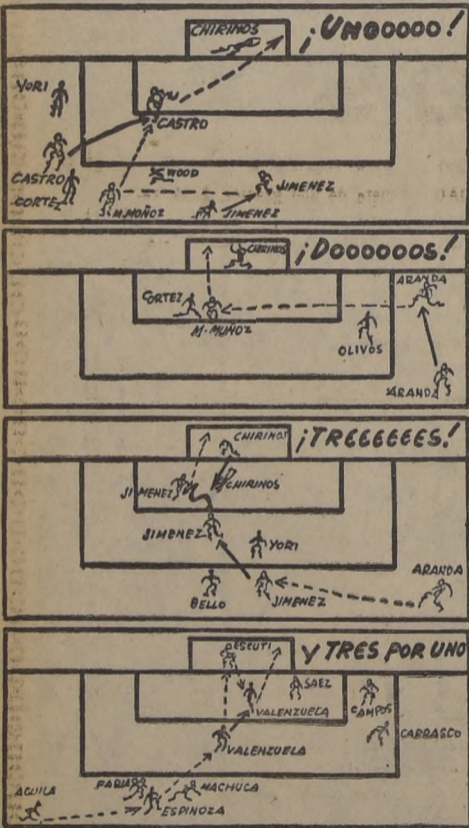 CHIRINOS
¡UNOOOOO!
YORI
CASTRO
CASTRO
WOOD
JIMENEZ
CORTEZ
M. MUÑOZ
JIMENEZ
CHIRINOS
¡DOOOOOOS!
ARANDA
CORTEZ
M-MUÑOZ
OLIVOS
ARANDA
¡TREEEEEES!
CHIRINOS
JIMENEZ
CHIRINOS
JIMENEZ
YORI
ARANDA
BELLO
JIMENEZ
ESCUTI
Y TRES POR UNO
SAEZ
VALENZUELA
CAMPOS
CARRASCO
VALENZUELA
FARIAS
MACHUCA
AGUILA
ESPINOZA